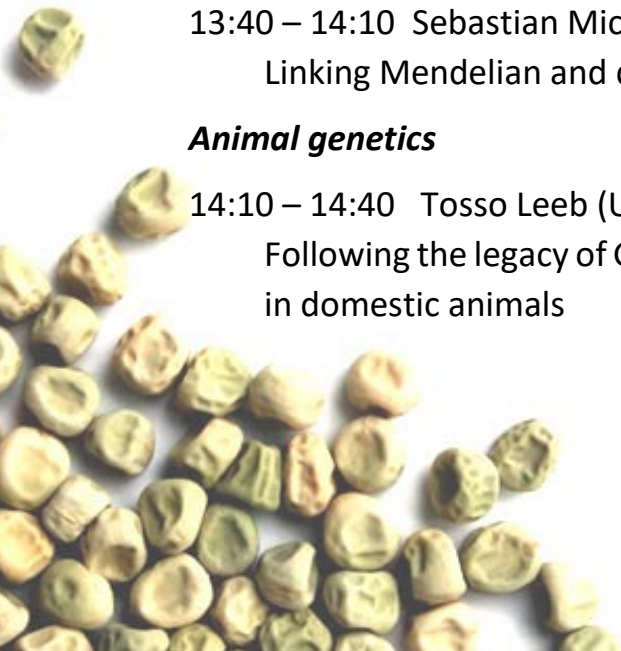 13:40 – 14:10 Sebastian Mic
Linking Mendelian and
Animal genetics
14:10 – 14:40 Tosso Leeb (U
Following the legacy of G
in domestic animals